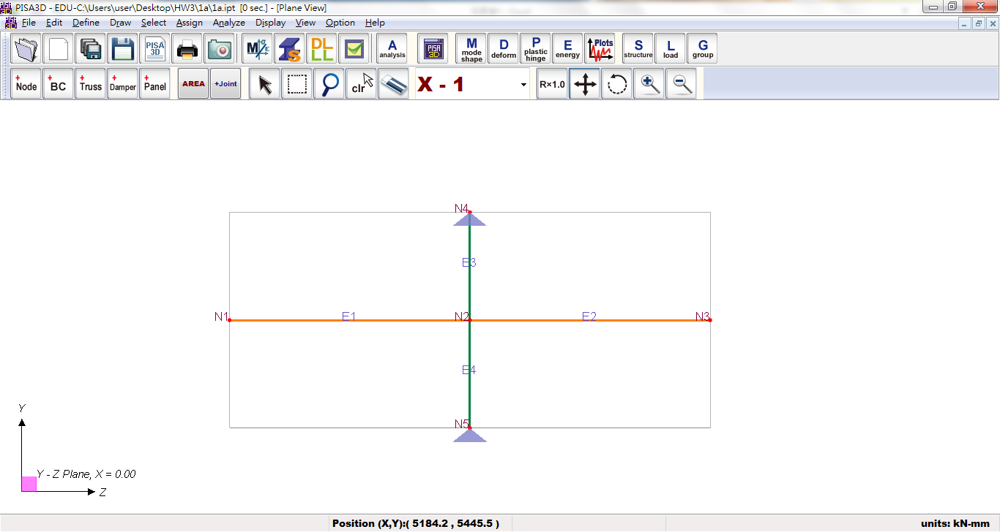 PISA3D - EDU-C:\Users\user\Desktop\HW3\1a\1a.ipt [0 sec.] - [Plane View]
File Edit Define Draw Select Assign Analyze Display View Option Help
PISA 3D M/φ σ/ε S DL LL A analysis PISA 3D M mode shape D deform P plastic hinge E energy Plots S structure L load G group
+ Node + BC + Truss + Damper + Panel AREA +Joint clr X - 1 R×1.0
N4
E3
N1 E1 N2 E2 N3
E4
N5
Y
Y - Z Plane, X = 0.00
Z
Position (X,Y):( 5184.2 , 5445.5 ) units: kN-mm